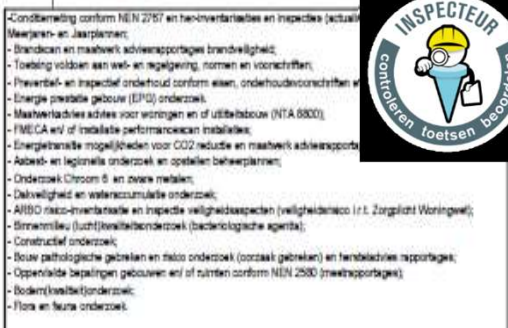 -Conditiemeting conform NEN 2767 en her-inventarisaties en inspecties
Meerjaren- en Jaarplannen;
- Brandscan en maatwerk adviesrapportages brandveiligheid;
- Toetsing voldoen aan wet- en regelgeving, normen en voorschriften;
- Preventief- en inspectief onderhoud conform eisen, onderhoudsvoorschriften
- Energie prestatie gebouw (EPG) onderzoek.
- Maatwerkadvies advies voor woningen en of utiliteitsbouw (NTA 8800);
- FMECA en/ of installatie performancescan installaties;
- Energietransitie mogelijkheden voor CO2 reductie en maatwerk
- Asbest- en legionella onderzoek en opstellen beheerplannen;
- Onderzoek Chroom 6 en zware metalen;
- Dakveiligheid en wateraccumulatie onderzoek;
- ARBO risico-inventarisatie en inspectie veiligheidsaspecten (veiligheidsrisico i.r.t. Zorgplicht Woningwet);
- Binnenmilieu (lucht)kwaliteitsonderzoek (bacteriologische agentia);
- Constructief onderzoek;
- Bouw pathologische gebreken en risico onderzoek (oorzaak gebreken) en hersteladvies rapportages;
- Oppervlakte bepalingen gebouwen en/ of ruimten conform NEN 2580 (meetrapportages);
- Bodem(kwaliteit)onderzoek;
- Flora en fauna onderzoek.
INSPECTEUR
controleren toetsen